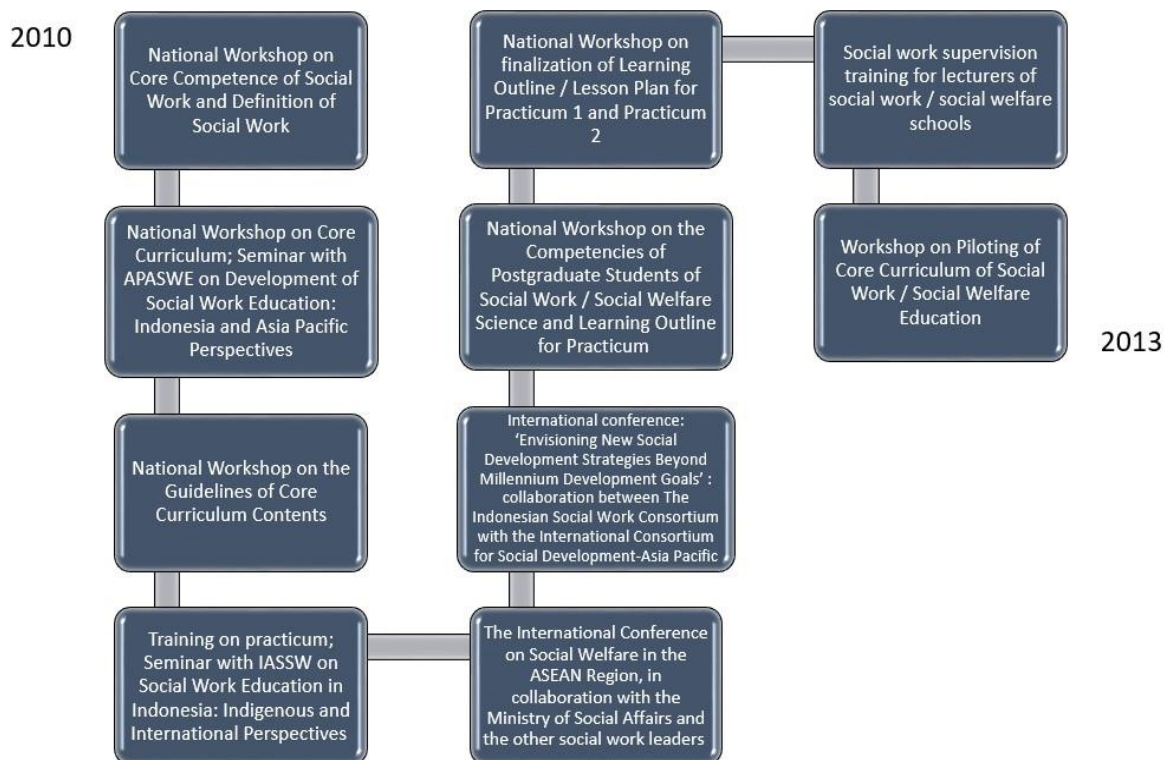 2010
National Workshop on
Core Competence of Social
Work and Definition of
Social Work
National Workshop on Core
Curriculum; Seminar with
APASWE on Development of
Social Work Education:
Indonesia and Asia Pacific
Perspectives
National Workshop on the
Guidelines of Core
Curriculum Contents
Training on practicum;
Seminar with IASSW on
Social Work Education in
Indonesia: Indigenous and
International Perspectives
The International Conference
on Social Welfare in the
ASEAN Region, in
collaboration with the
Ministry of Social Affairs and
the other social work leaders
International conference:
‘Envisioning New Social
Development Strategies Beyond
Millennium Development Goals’ :
collaboration between The
Indonesian Social Work Consortium
with the International Consortium
for Social Development-Asia Pacific
National Workshop on the
Competencies of
Postgraduate Students of
Social Work / Social Welfare
Science and Learning Outline
for Practicum
National Workshop on
finalization of Learning
Outline / Lesson Plan for
Practicum 1 and Practicum
2
Social work supervision
training for lecturers of
social work / social welfare
schools
Workshop on Piloting of
Core Curriculum of Social
Work / Social Welfare
Education
2013